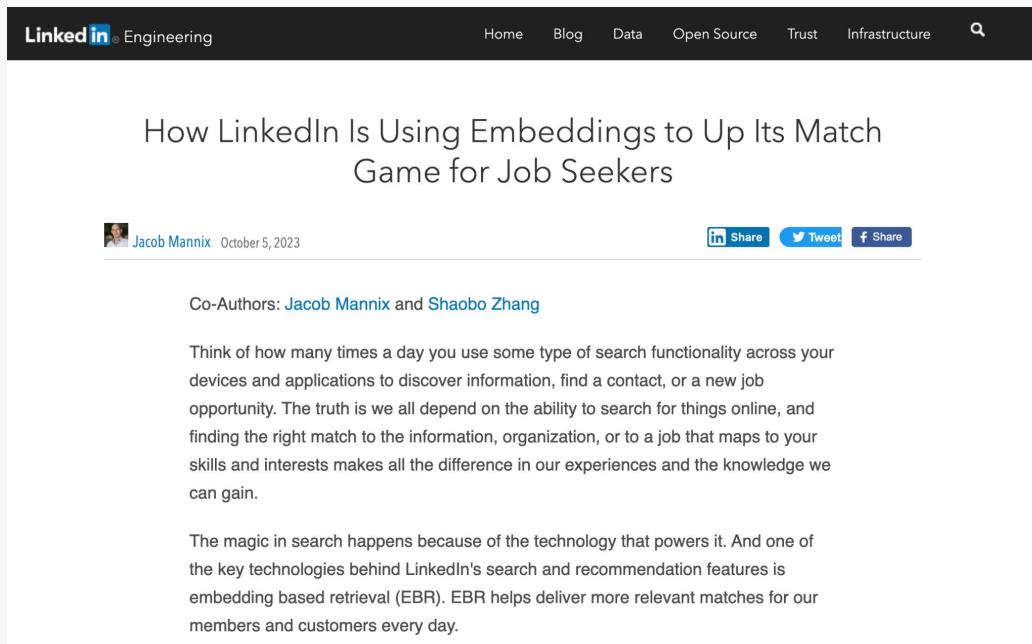 Linked in ® Engineering Home Blog Data Open Source Trust Infrastructure
How LinkedIn Is Using Embeddings to Up Its Match
Game for Job Seekers
Jacob Mannix October 5, 2023 in Share Tweet f Share
Co-Authors: Jacob Mannix and Shaobo Zhang
Think of how many times a day you use some type of search functionality across your
devices and applications to discover information, find a contact, or a new job
opportunity. The truth is we all depend on the ability to search for things online, and
finding the right match to the information, organization, or to a job that maps to your
skills and interests makes all the difference in our experiences and the knowledge we
can gain.
The magic in search happens because of the technology that powers it. And one of
the key technologies behind LinkedIn's search and recommendation features is
embedding based retrieval (EBR). EBR helps deliver more relevant matches for our
members and customers every day.